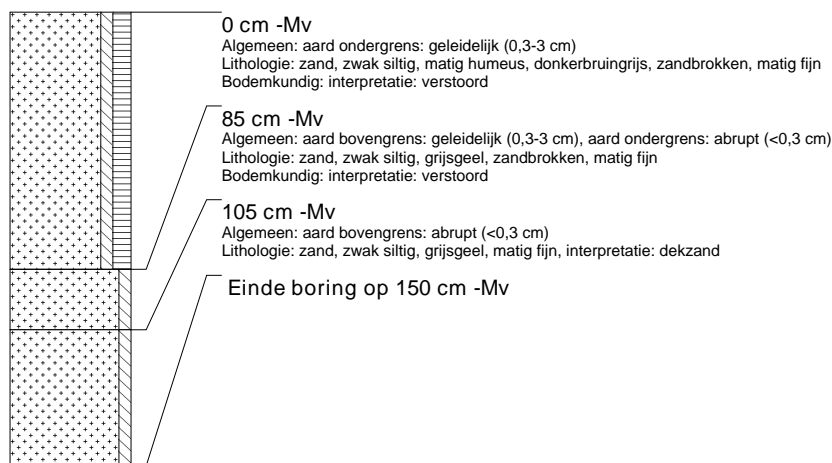 0 cm -Mv
Algemeen: aard ondergrens: geleidelijk (0,3-3 cm)
Lithologie: zand, zwak siltig, matig humeus, donkerbruingrijs, zandbrokken, matig fijn
Bodemkundig: interpretatie: verstoord
85 cm -Mv
Algemeen: aard bovengrens: geleidelijk (0,3-3 cm), aard ondergrens: abrupt (<0,3 cm)
Lithologie: zand, zwak siltig, grijsgeel, zandbrokken, matig fijn
Bodemkundig: interpretatie: verstoord
105 cm -Mv
Algemeen: aard bovengrens: abrupt (<0,3 cm)
Lithologie: zand, zwak siltig, grijsgeel, matig fijn, interpretatie: dekzand
Einde boring op 150 cm -Mv